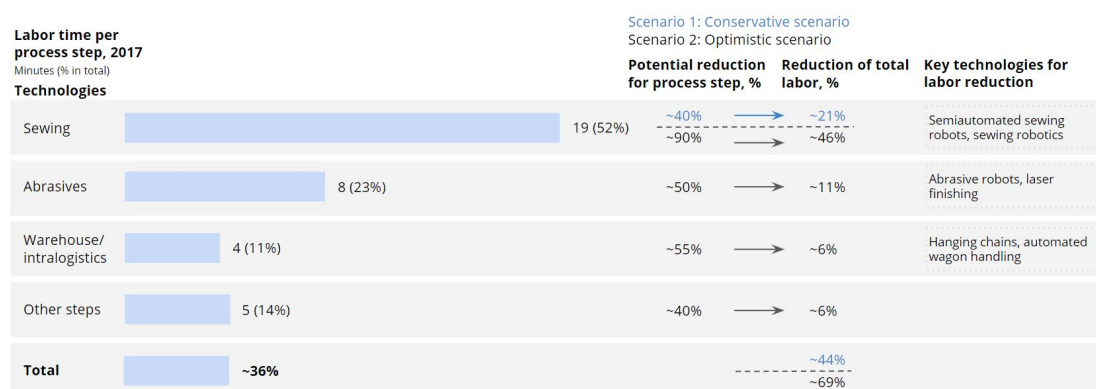 Scenario 1: Conservative scenario
Scenario 2: Optimistic scenario
Labor time per
process step, 2017
Minutes (% in total)
Technologies
Potential reduction
for process step, %
Reduction of total
labor, %
Key technologies for
labor reduction
Sewing
19 (52%)
~40%
~21%
~90%
~46%
Semiautomated sewing
robots, sewing robotics
Abrasives
8 (23%)
~50%
~11%
Abrasive robots, laser
finishing
Warehouse/
intralogistics
4 (11%)
~55%
~6%
Hanging chains, automated
wagon handling
Other steps
5 (14%)
~40%
~6%
Total
~36%
~44%
~69%